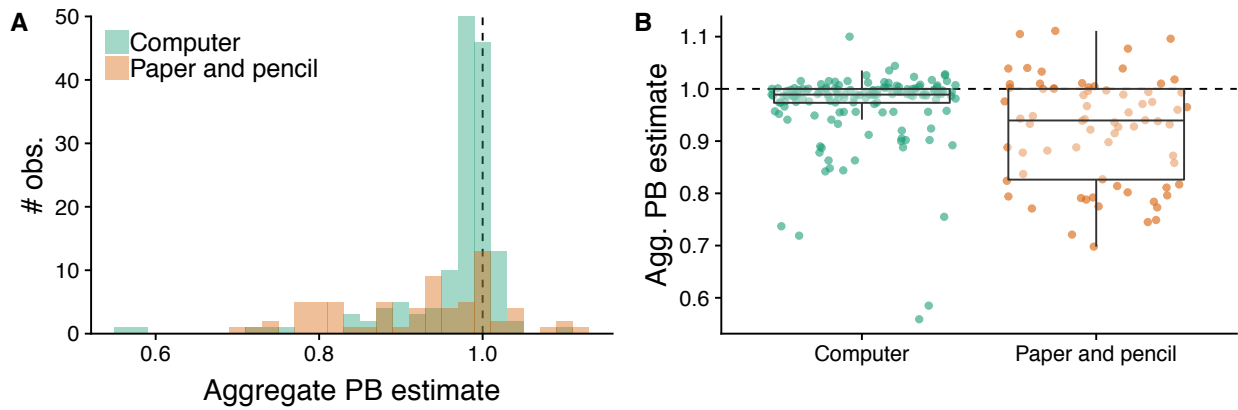 A
# obs.
50
40
30
20
10
0
Computer
Paper and pencil
0.6
0.8
1.0
Aggregate PB estimate
B
Agg. PB estimate
1.1
1.0
0.9
0.8
0.7
0.6
Computer
Paper and pencil